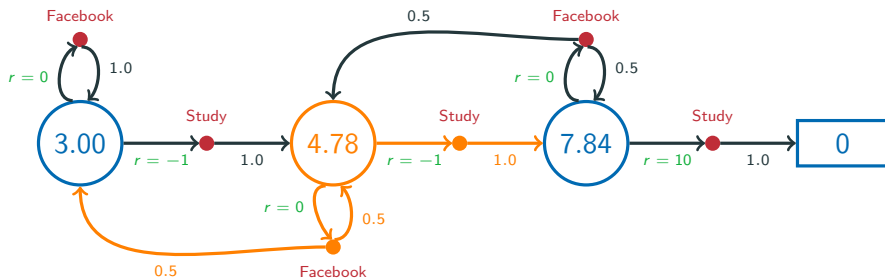 Facebook
0.5
Facebook
r = 0
1.0
r = 0
0.5
Study
Study
Study
3.00
4.78
7.84
0
r = −1
1.0
r = −1
1.0
r = 10
1.0
r = 0
0.5
0.5
Facebook